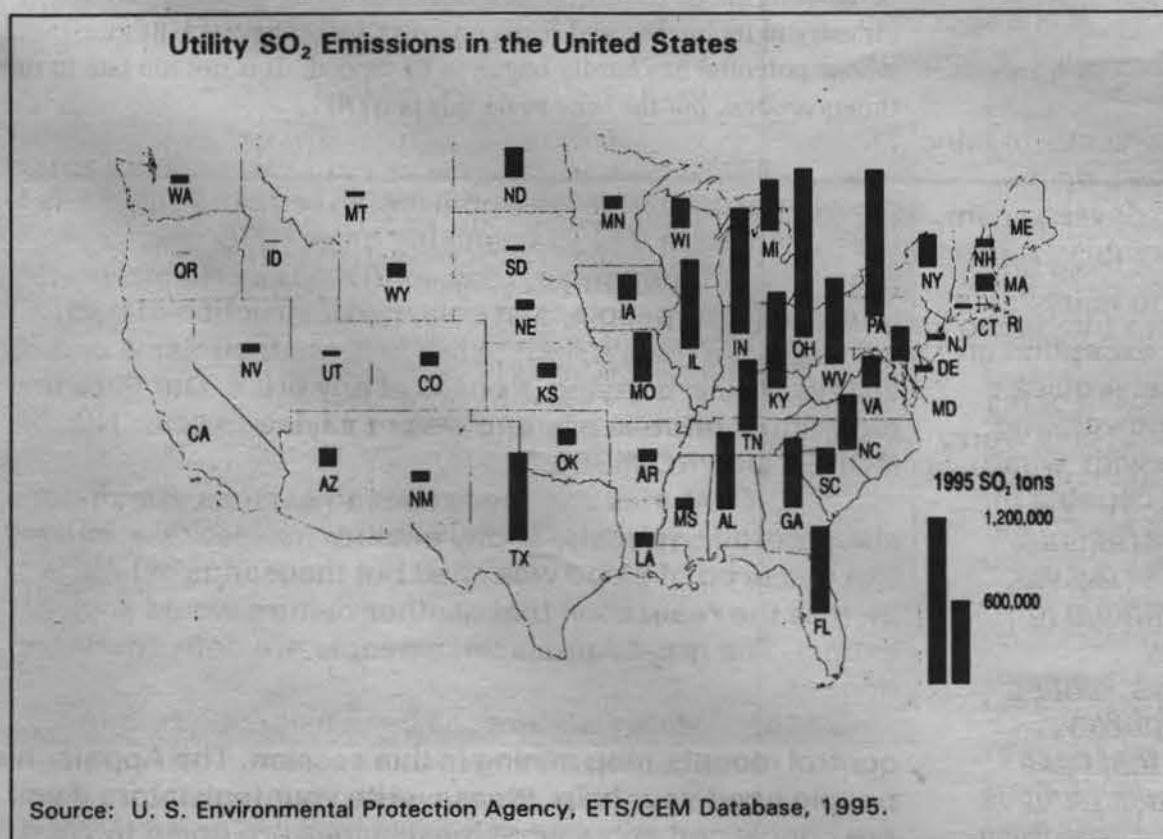 Utility SO₂ Emissions in the United States
WA
MT
ND
MN
WI
MI
ME
OR
ID
SD
NH
WY
NY
MA
NE
IA
CT
RI
NV
UT
CO
KS
MO
IL
IN
OH
PA
NJ
WV
DE
KY
VA
MD
CA
TN
NC
AZ
NM
OK
AR
SC
MS
AL
GA
TX
LA
FL
1995 SO₂ tons
1,200,000
600,000
Source: U. S. Environmental Protection Agency, ETS/CEM Database, 1995.